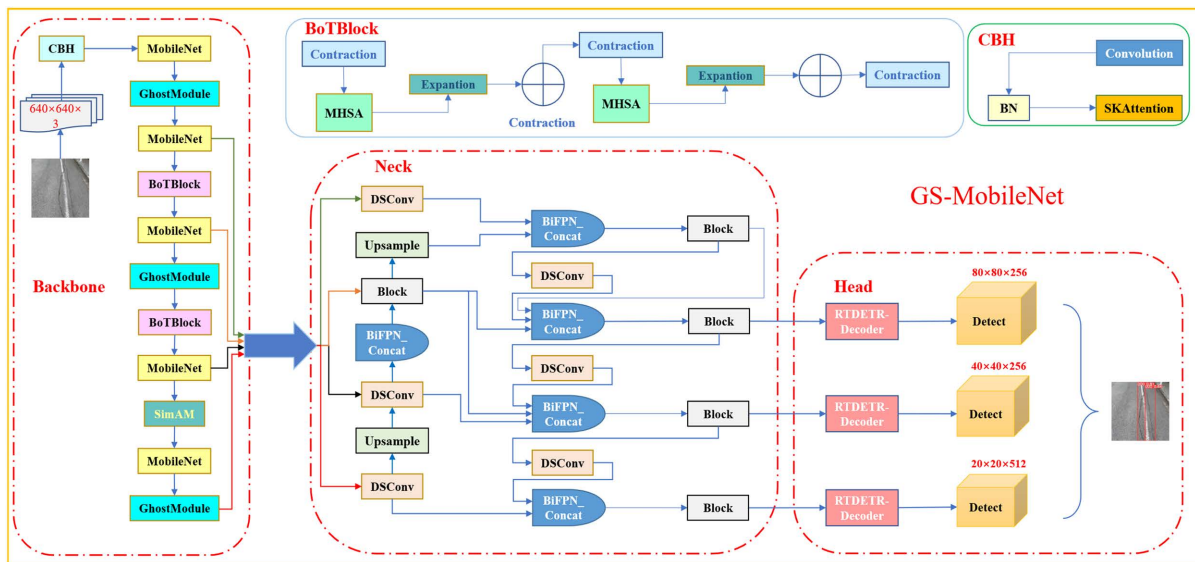 CBH
640×640×
3
MobileNet
GhostModule
MobileNet
BoTBlock
MobileNet
GhostModule
BoTBlock
MobileNet
SimAM
MobileNet
GhostModule
Backbone
BoTBlock
Contraction
MHSA
Expantion
Contraction
Contraction
MHSA
Expantion
Contraction
CBH
Convolution
BN
SKAttention
GS-MobileNet
Neck
DSConv
Upsample
Block
BiFPN_
Concat
DSConv
Upsample
DSConv
BiFPN_
Concat
Block
DSConv
BiFPN_
Concat
Block
DSConv
BiFPN_
Concat
Block
DSConv
BiFPN_
Concat
Block
Head
RTDETR-
Decoder
80×80×256
Detect
RTDETR-
Decoder
40×40×256
Detect
RTDETR-
Decoder
20×20×512
Detect